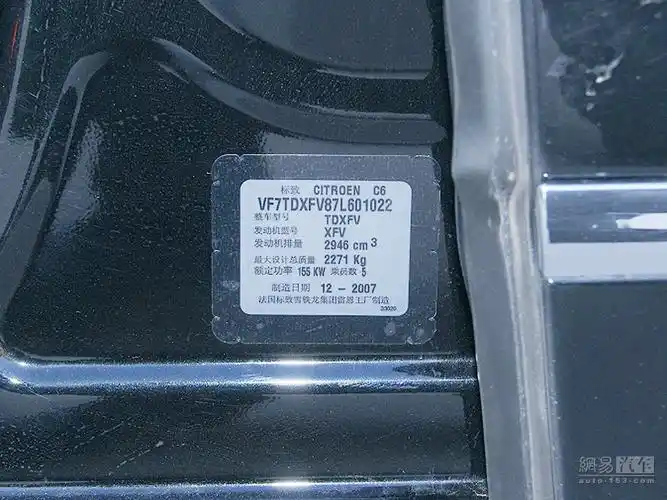 标致 CITROEN C6
VF7TDXFV87L601022
整车型号 TDXFV
发动机型号 XFV
发动机排量 2946 cm3
最大设计总质量 2271 Kg
额定功率 155 KW 乘员数 5
制造日期 12 - 2007
法国标致雪铁龙集团雷恩工厂制造
33020
網易汽车
auto·163.com